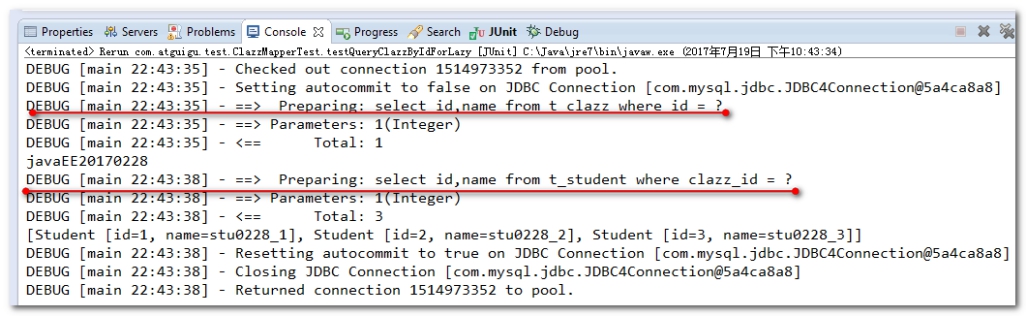 Properties Servers Problems Console Progress Search JUnit Debug
<terminated> Rerun com.atguigu.test.ClazzMapperTest.testQueryClazzByIdForLazy [JUnit] C:\Java\jre7\bin\javaw.exe (2017年7月19日 下午10:43:34)
DEBUG [main 22:43:35] - Checked out connection 1514973352 from pool.
DEBUG [main 22:43:35] - Setting autocommit to false on JDBC Connection [com.mysql.jdbc.JDBC4Connection@5a4ca8a8]
DEBUG [main 22:43:35] - ==>  Preparing: select id,name from t_clazz where id = ?
DEBUG [main 22:43:35] - ==> Parameters: 1(Integer)
DEBUG [main 22:43:35] - <==      Total: 1
javaEE20170228
DEBUG [main 22:43:38] - ==>  Preparing: select id,name from t_student where clazz_id = ?
DEBUG [main 22:43:38] - ==> Parameters: 1(Integer)
DEBUG [main 22:43:38] - <==      Total: 3
[Student [id=1, name=stu0228_1], Student [id=2, name=stu0228_2], Student [id=3, name=stu0228_3]]
DEBUG [main 22:43:38] - Resetting autocommit to true on JDBC Connection [com.mysql.jdbc.JDBC4Connection@5a4ca8a8]
DEBUG [main 22:43:38] - Closing JDBC Connection [com.mysql.jdbc.JDBC4Connection@5a4ca8a8]
DEBUG [main 22:43:38] - Returned connection 1514973352 to pool.